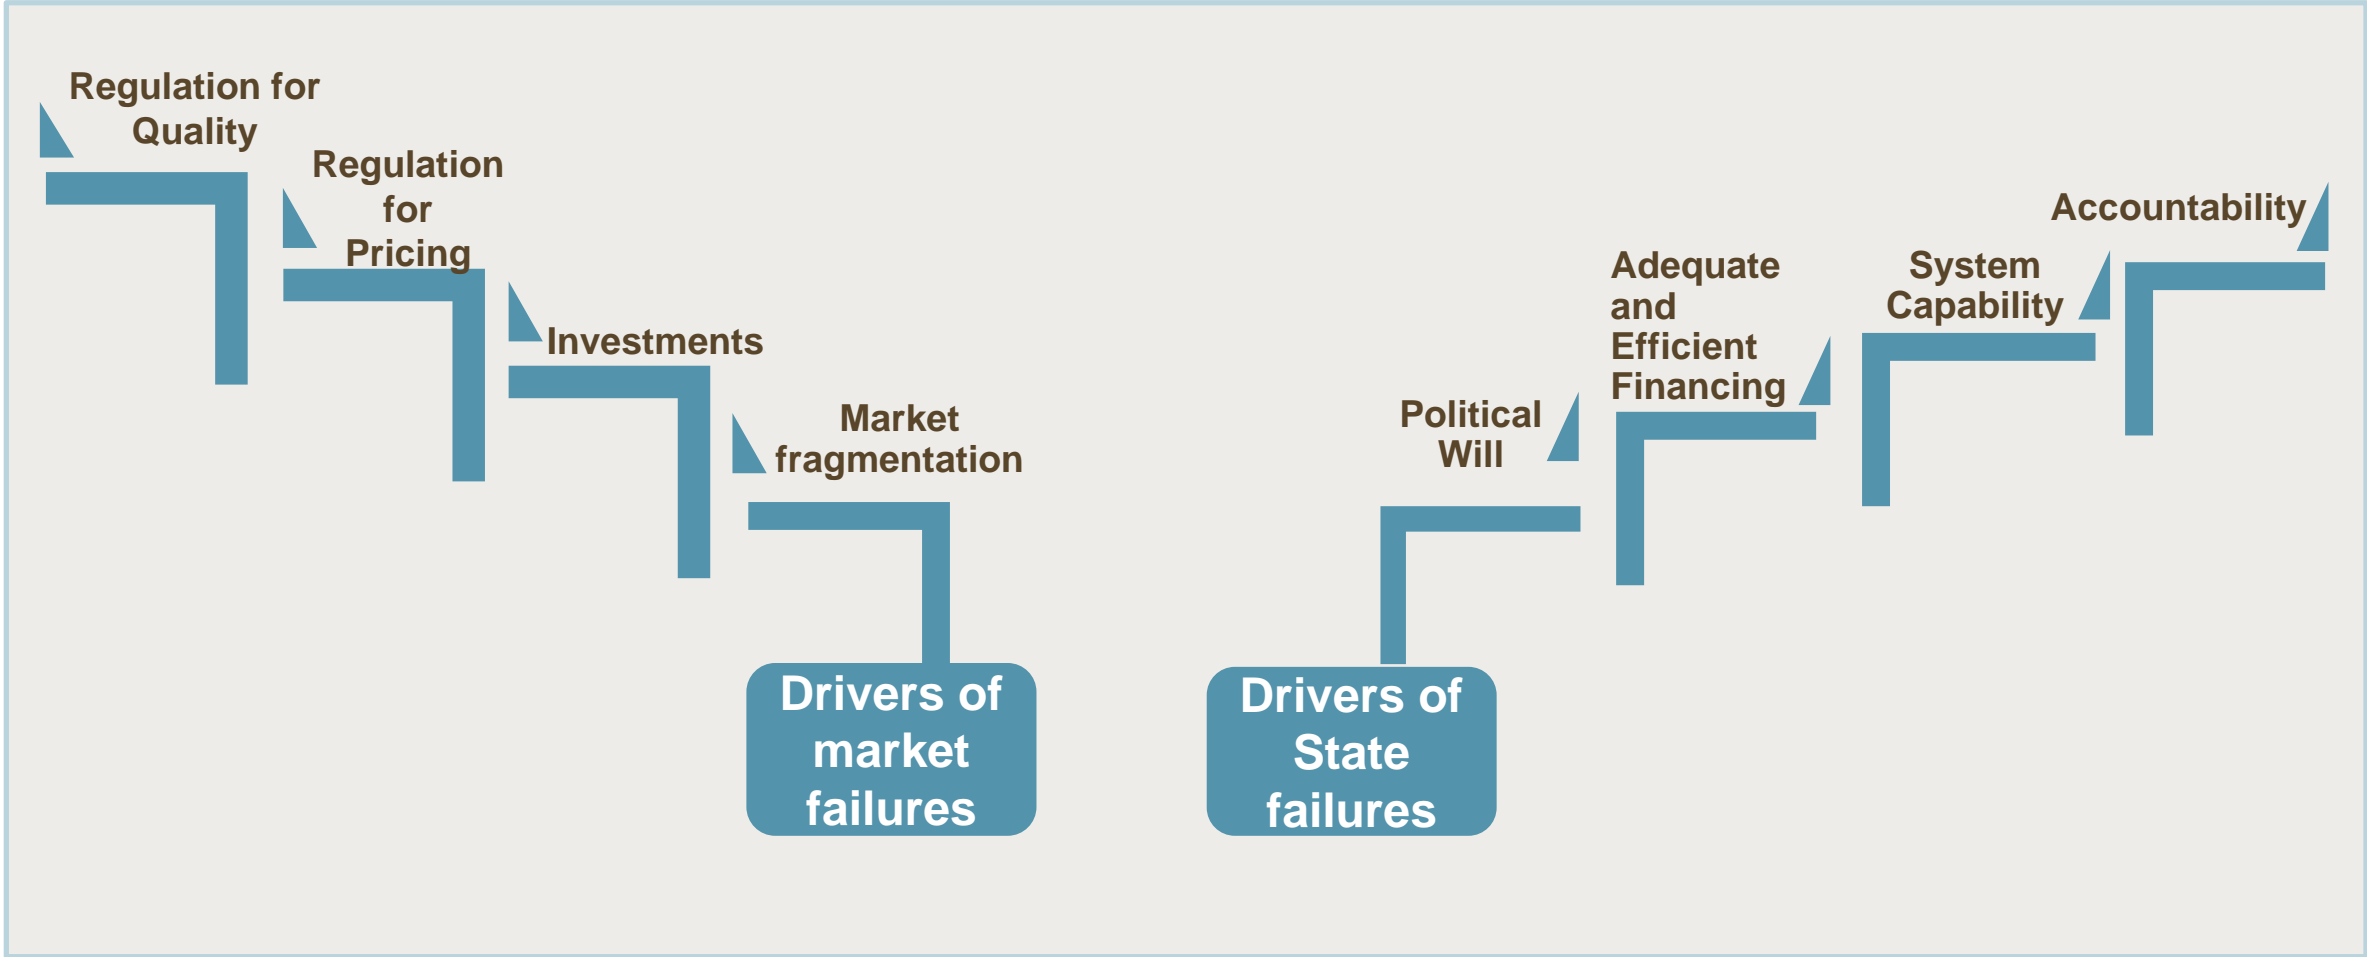 Regulation for
Quality
Regulation
for
Pricing
Investments
Market
fragmentation
Drivers of
market
failures
Drivers of
State
failures
Political
Will
Adequate
and
Efficient
Financing
System
Capability
Accountability